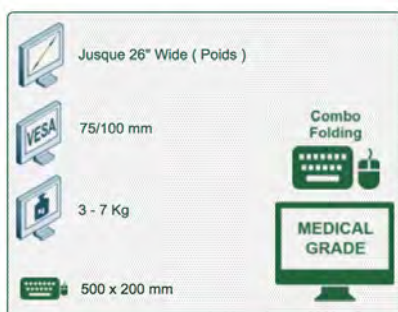 Jusque 26" Wide ( Poids )
VESA
75/100 mm
3 - 7 Kg
500 x 200 mm
Combo
Folding
MEDICAL
GRADE